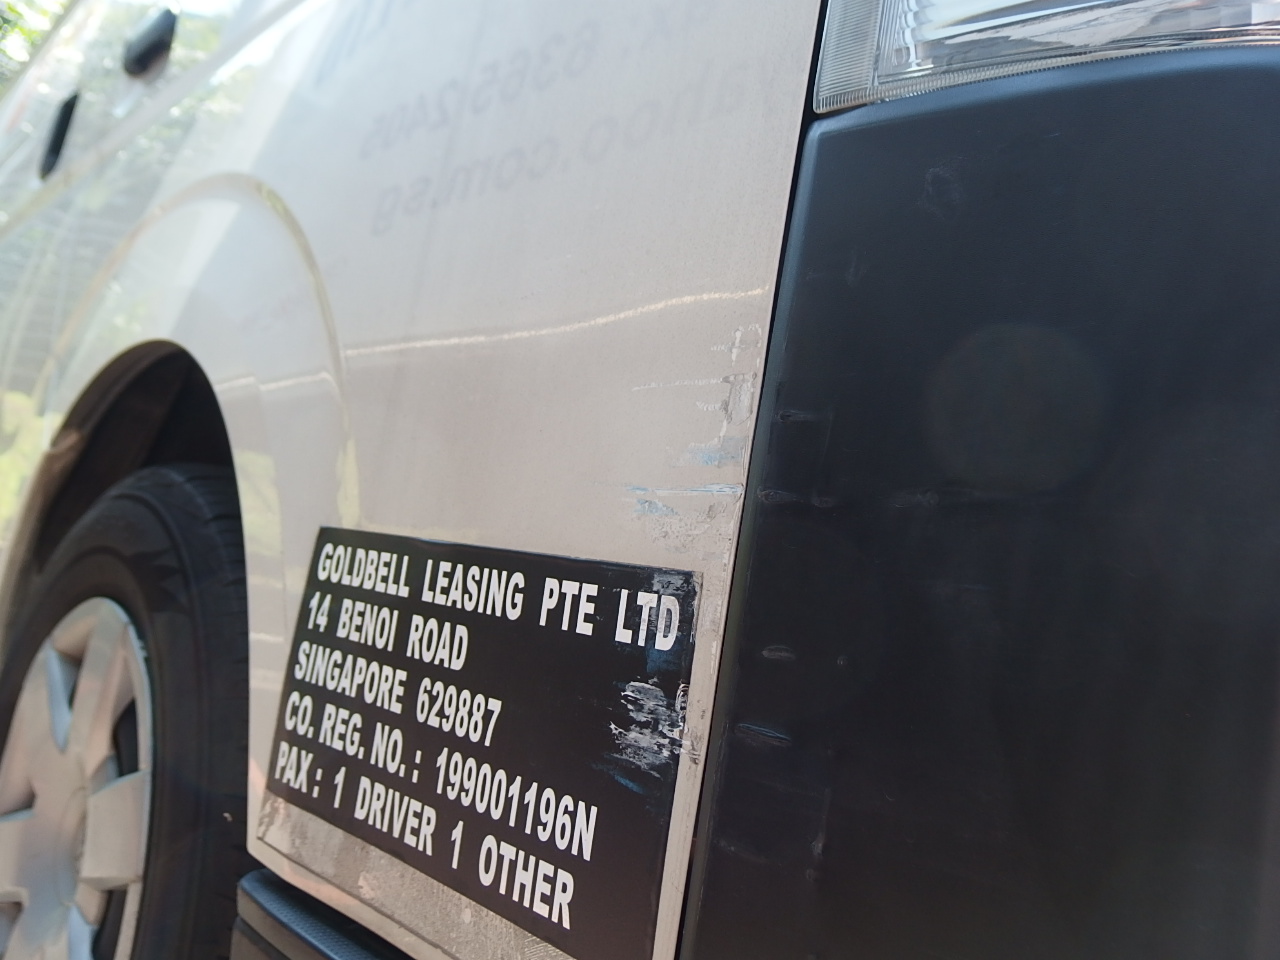 GOLDBELL LEASING PTE LTD
14 BENOI ROAD
SINGAPORE 629887
CO. REG. NO. : 199001196N
PAX : 1 DRIVER 1 OTHER